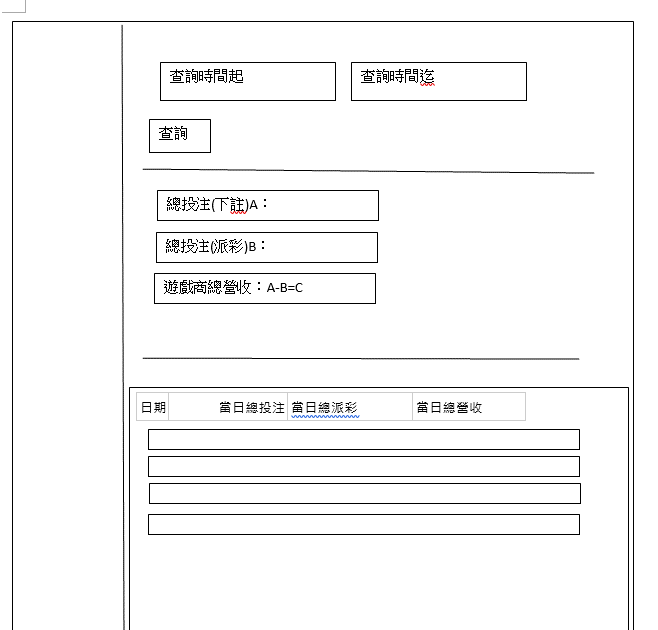 查詢時間起
查詢時間迄
查詢
總投注(下註)A：
總投注(派彩)B：
遊戲商總營收：A-B=C
日期 當日總投注 當日總派彩 當日總營收